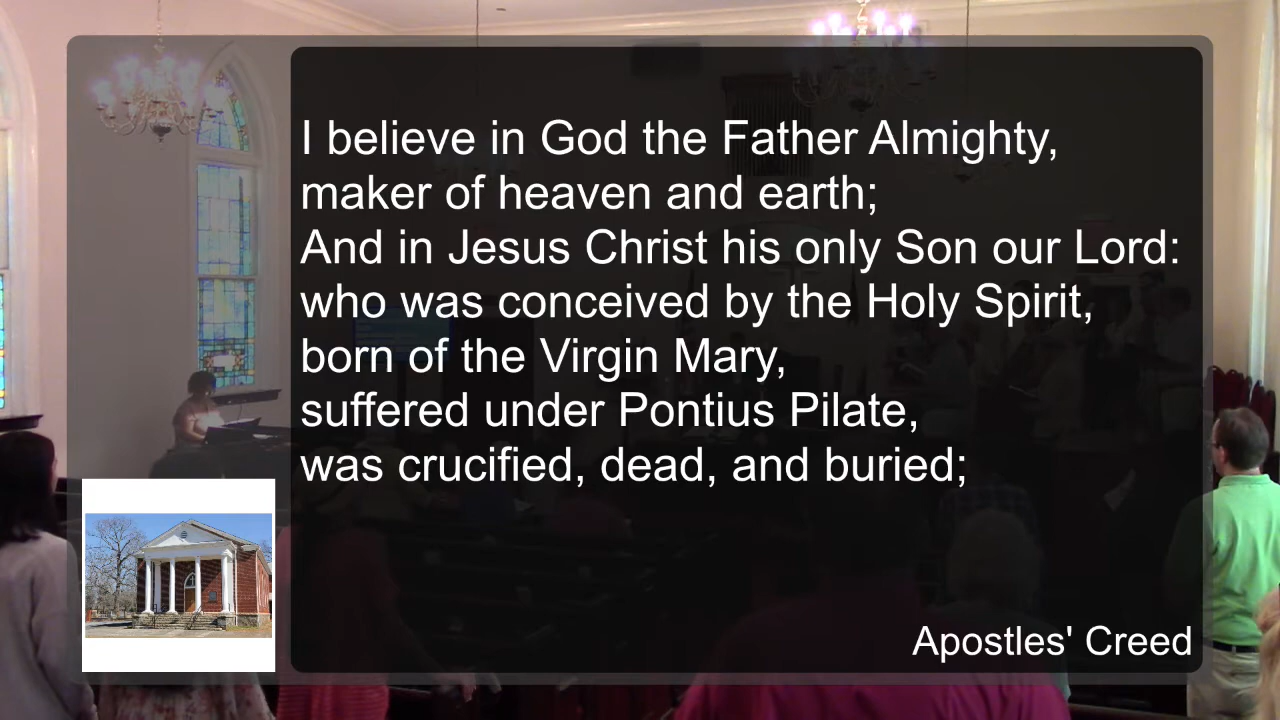 I believe in God the Father Almighty,
maker of heaven and earth;
And in Jesus Christ his only Son our Lord:
who was conceived by the Holy Spirit,
born of the Virgin Mary,
suffered under Pontius Pilate,
was crucified, dead, and buried;
Apostles' Creed